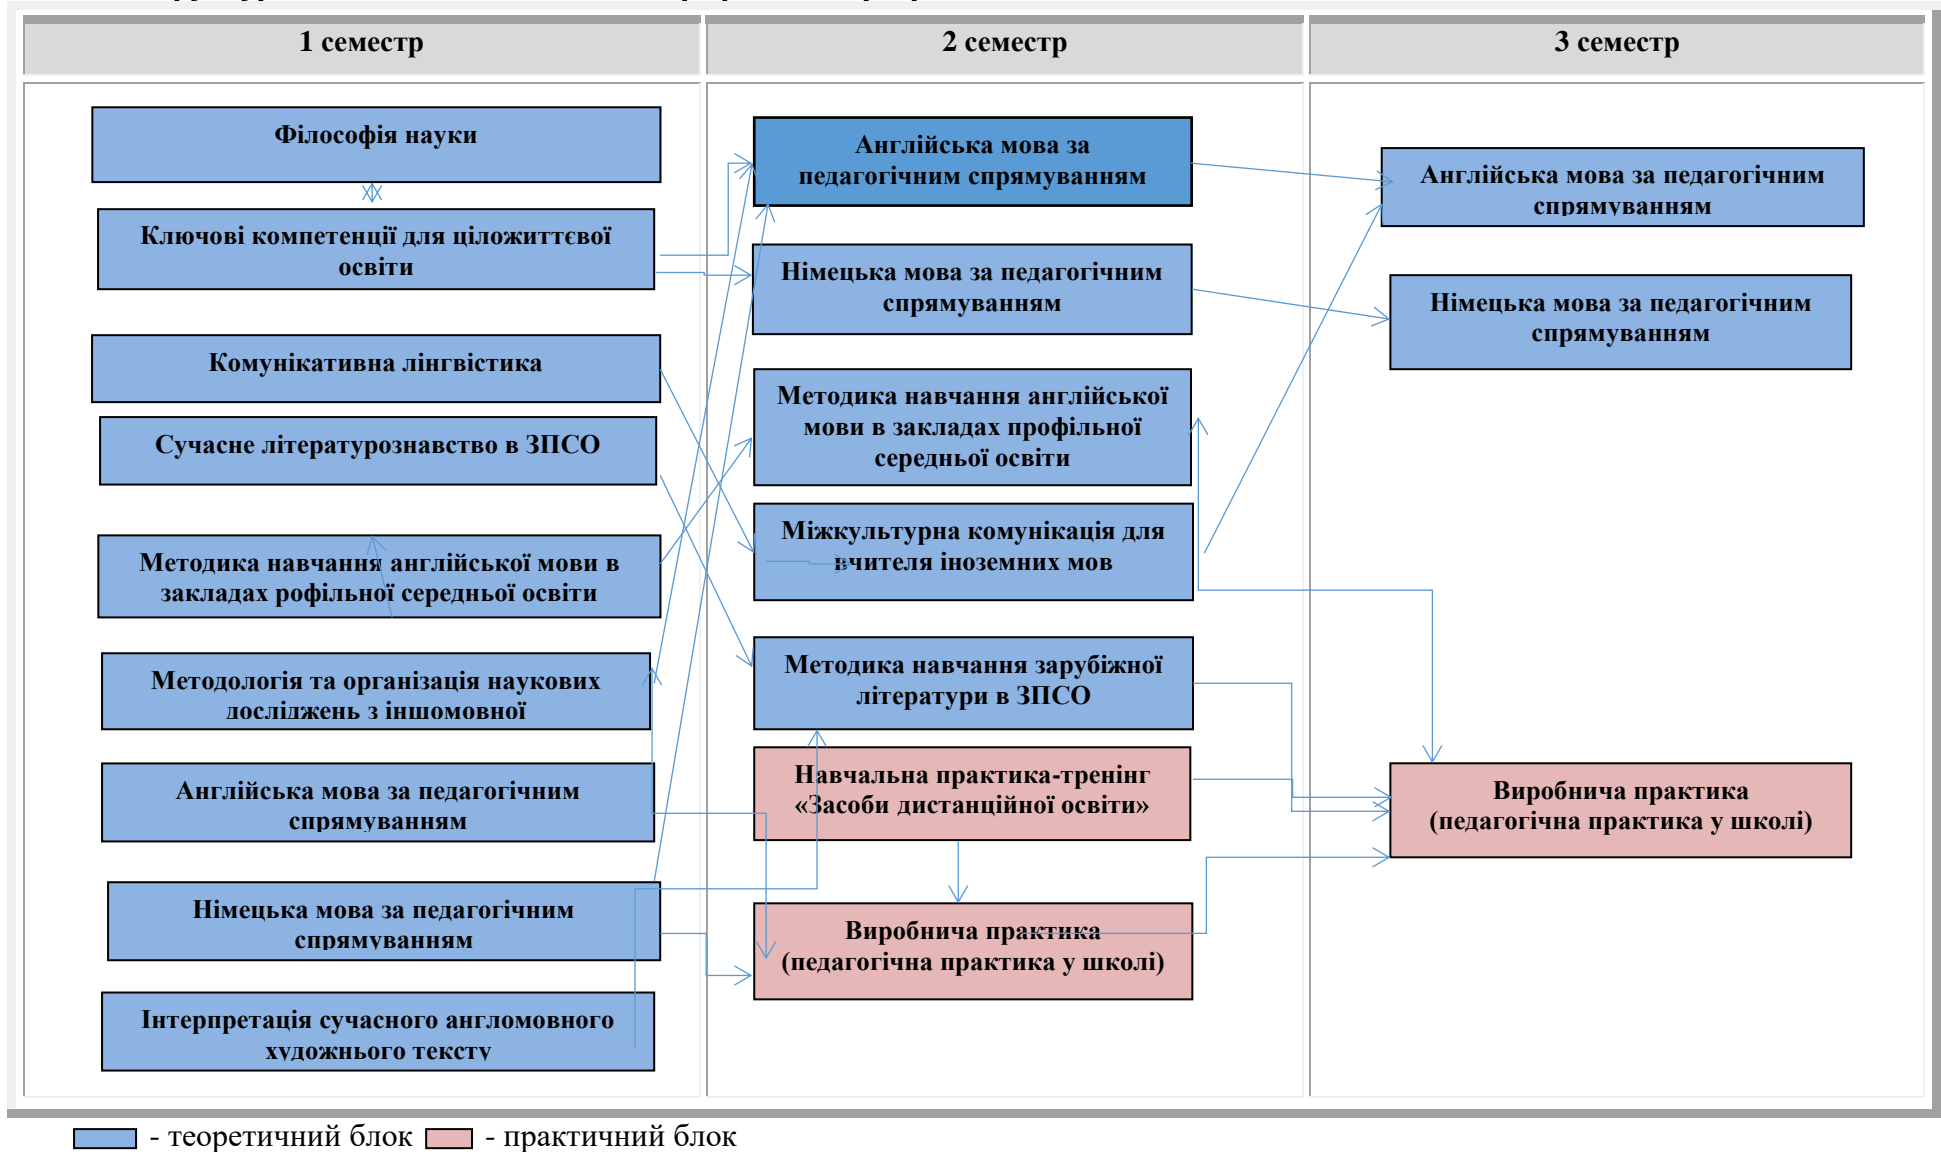 1 семестр
2 семестр
3 семестр
Філософія науки
Ключові компетенції для ціложиттєвої
освіти
Комунікативна лінгвістика
Сучасне літературознавство в ЗПСО
Методика навчання англійської мови в
закладах рофільної середньої освіти
Методологія та організація наукових
досліджень з іншомовної
Англійська мова за педагогічним
спрямуванням
Німецька мова за педагогічним
спрямуванням
Інтерпретація сучасного англомовного
художнього тексту
Англійська мова за
педагогічним спрямуванням
Німецька мова за педагогічним
спрямуванням
Методика навчання англійської
мови в закладах профільної
середньої освіти
Міжкультурна комунікація для
вчителя іноземних мов
Методика навчання зарубіжної
літератури в ЗПСО
Навчальна практика-тренінг
«Засоби дистанційної освіти»
Виробнича практика
(педагогічна практика у школі)
Англійська мова за педагогічним
спрямуванням
Німецька мова за педагогічним
спрямуванням
Виробнича практика
(педагогічна практика у школі)
- теоретичний блок - практичний блок